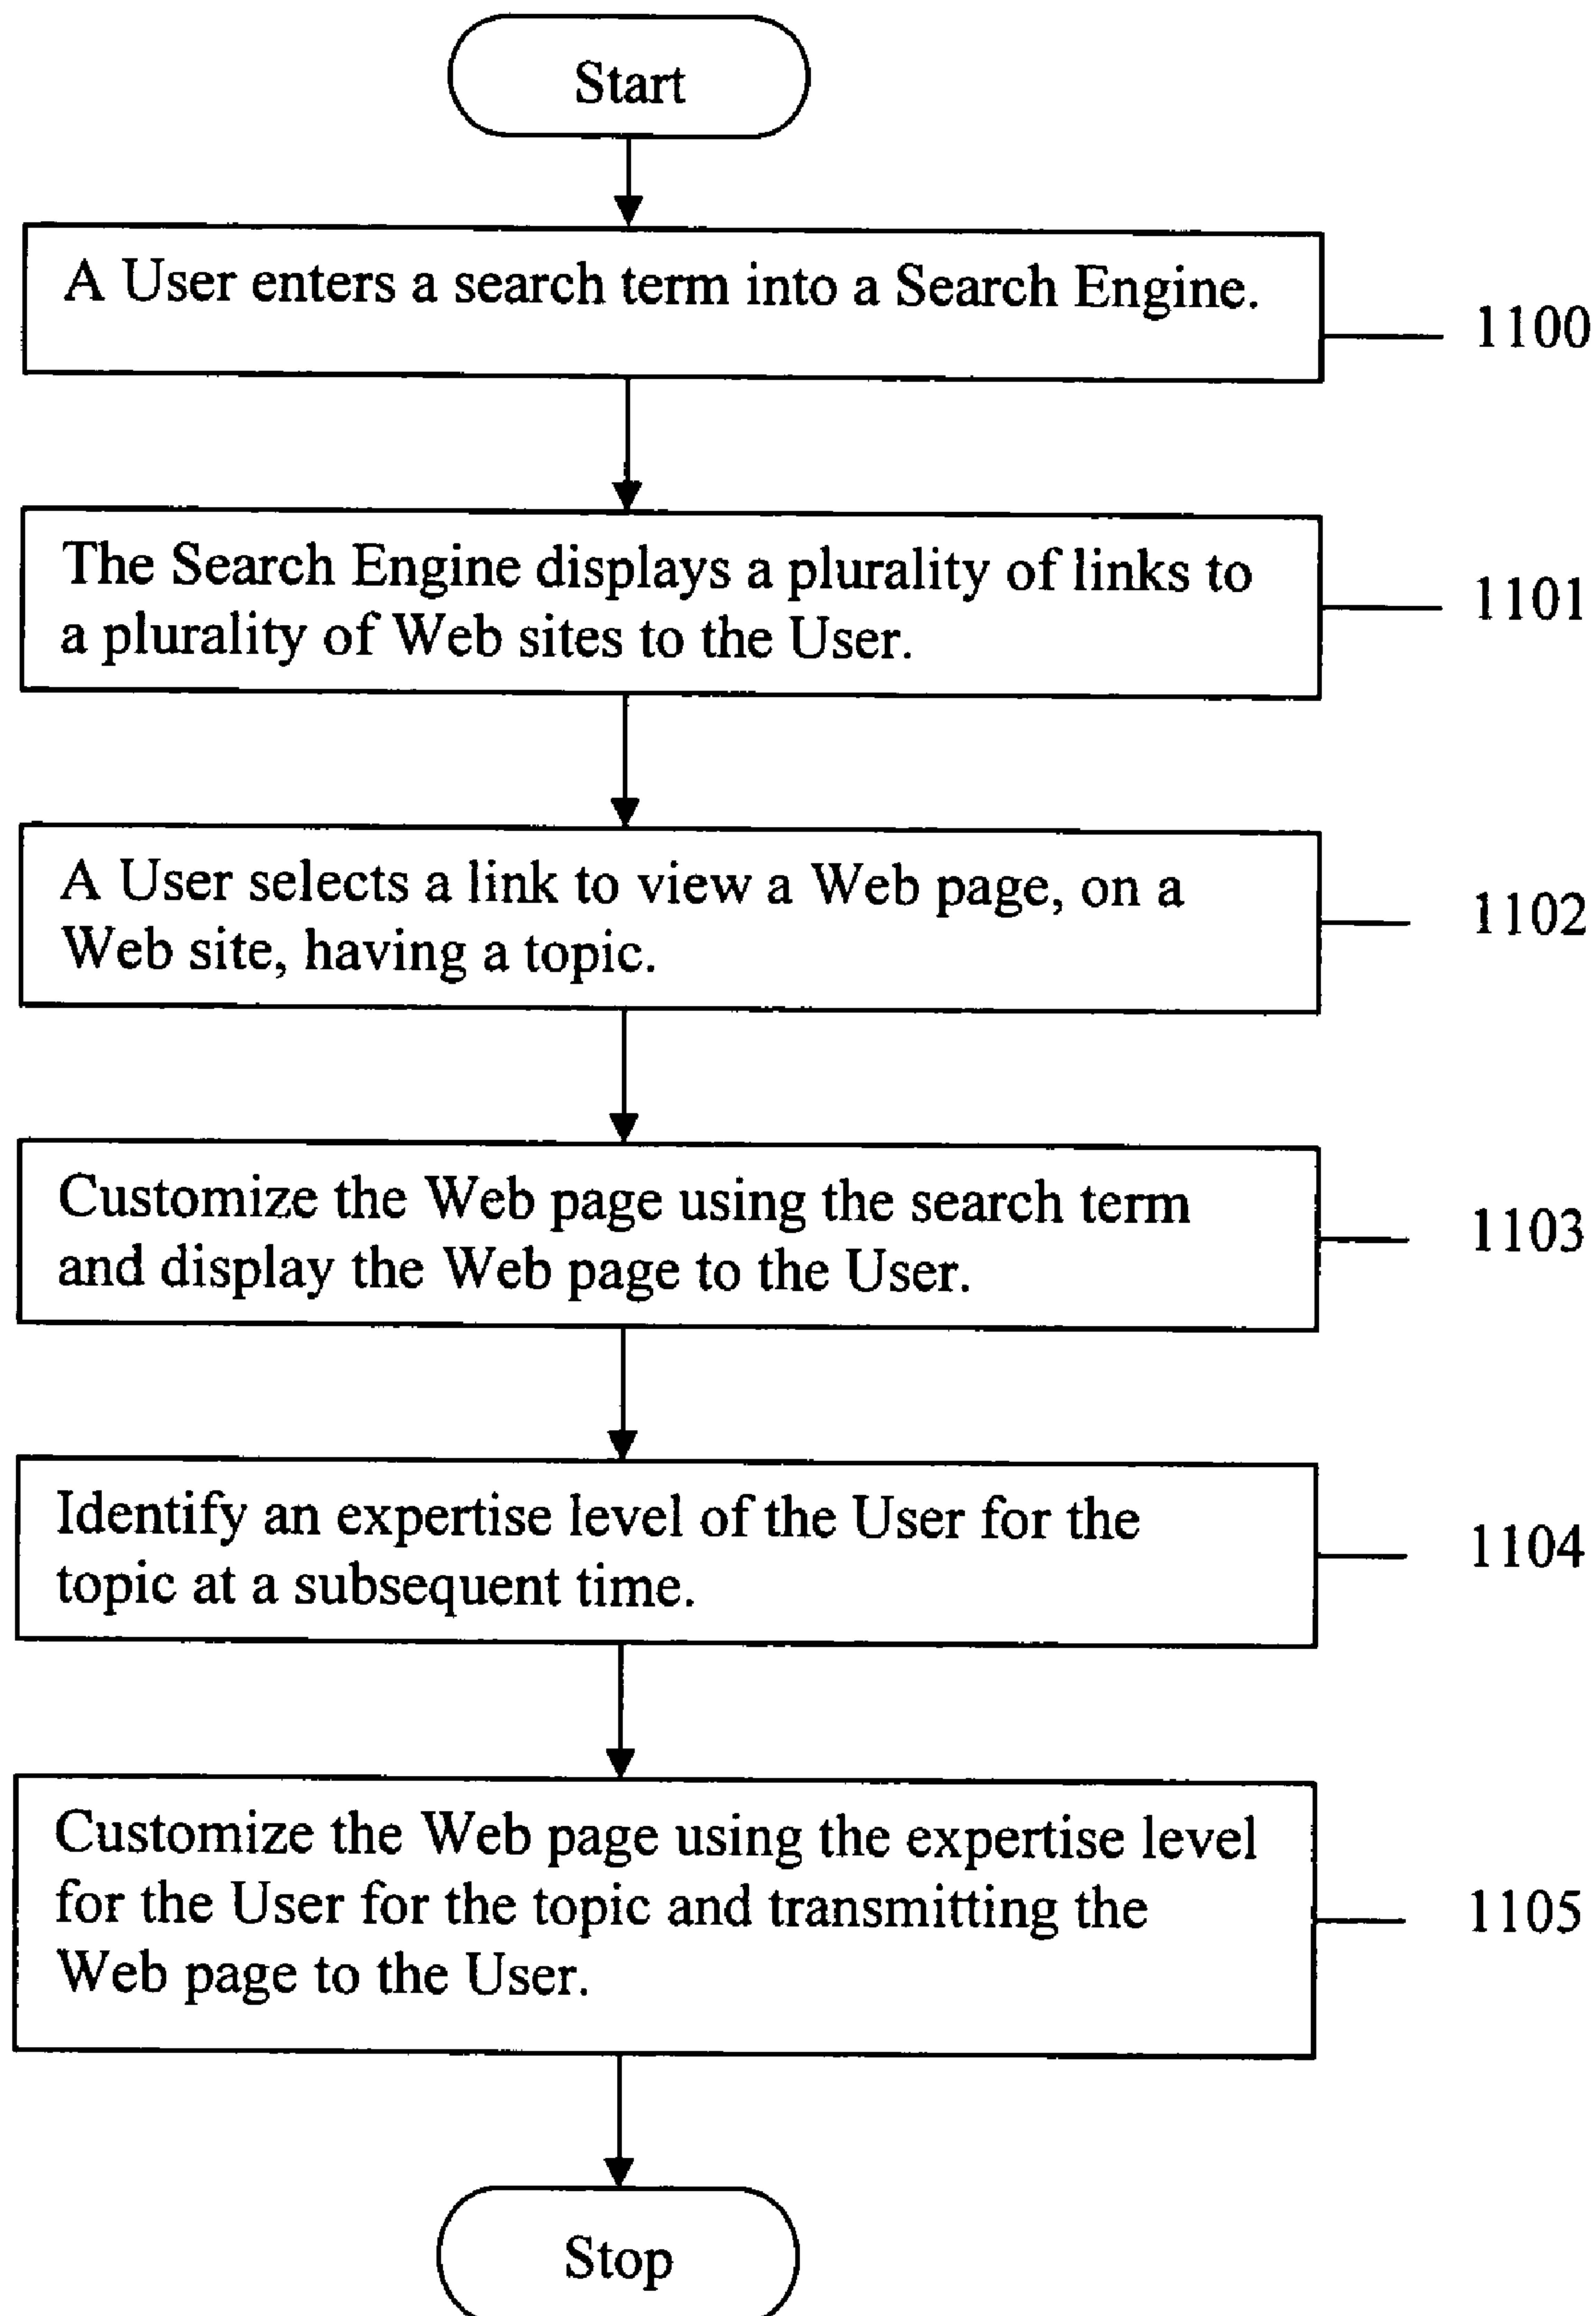 Start
A User enters a search term into a Search Engine.
1100
The Search Engine displays a plurality of links to
a plurality of Web sites to the User.
1101
A User selects a link to view a Web page, on a
Web site, having a topic.
1102
Customize the Web page using the search term
and display the Web page to the User.
1103
Identify an expertise level of the User for the
topic at a subsequent time.
1104
Customize the Web page using the expertise level
for the User for the topic and transmitting the
Web page to the User.
1105
Stop